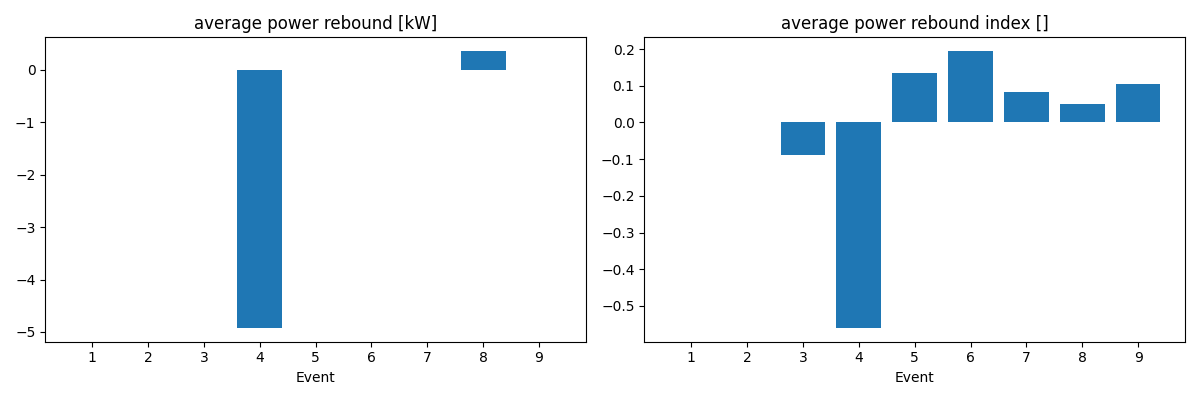 average power rebound [kW]
0
−1
−2
−3
−4
−5
1 2 3 4 5 6 7 8 9
Event
average power rebound index []
0.2
0.1
0.0
−0.1
−0.2
−0.3
−0.4
−0.5
1 2 3 4 5 6 7 8 9
Event